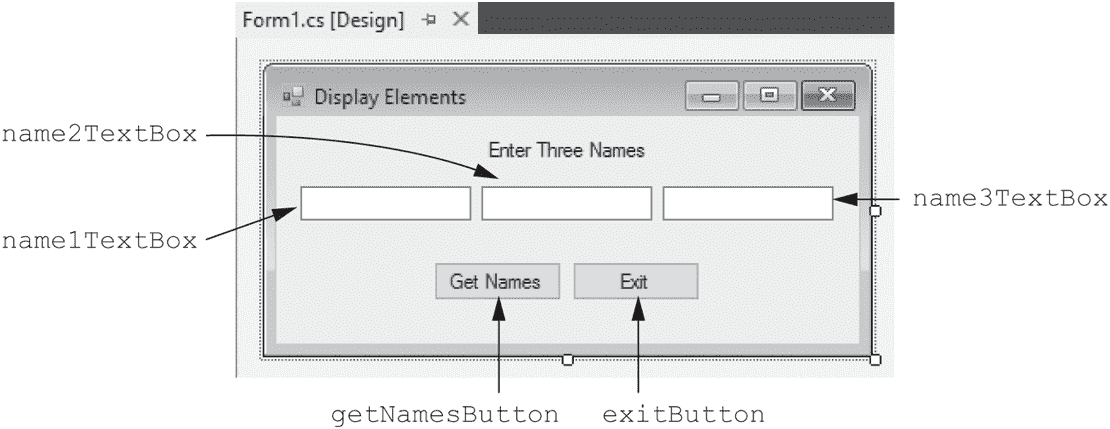 Form1.cs [Design]
Display Elements
name2TextBox
Enter Three Names
name3TextBox
name1TextBox
Get Names
Exit
getNamesButton
exitButton